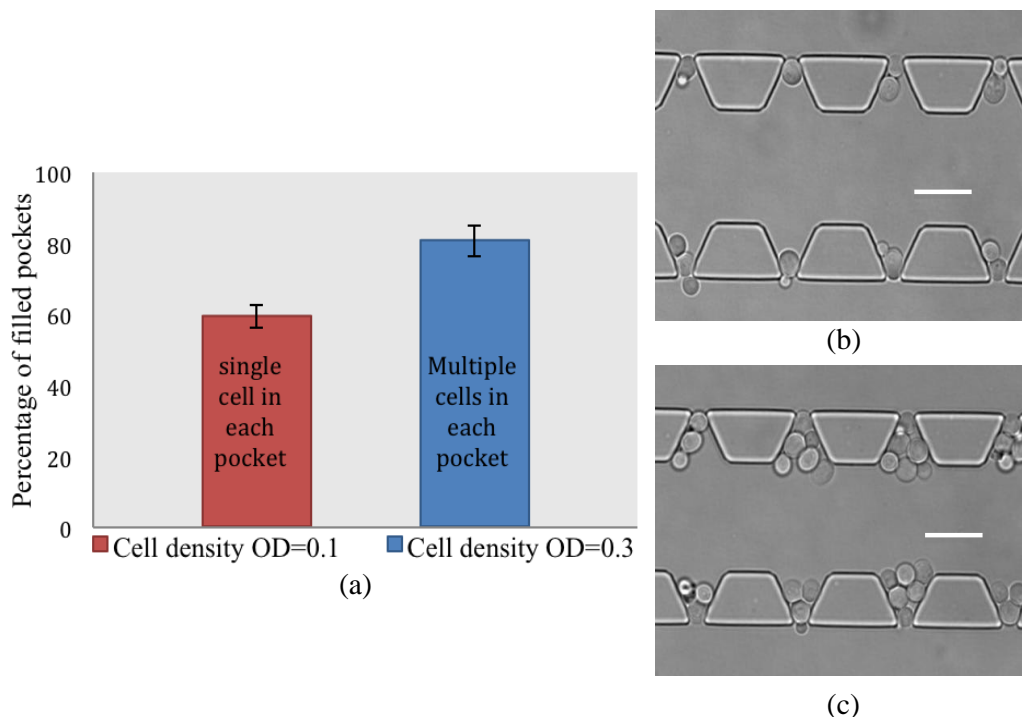 100
80
60
40
20
0
Percentage of filled pockets
single
cell in
each
pocket
Multiple
cells in
each
pocket
Cell density OD=0.1
Cell density OD=0.3
(a)
(b)
(c)